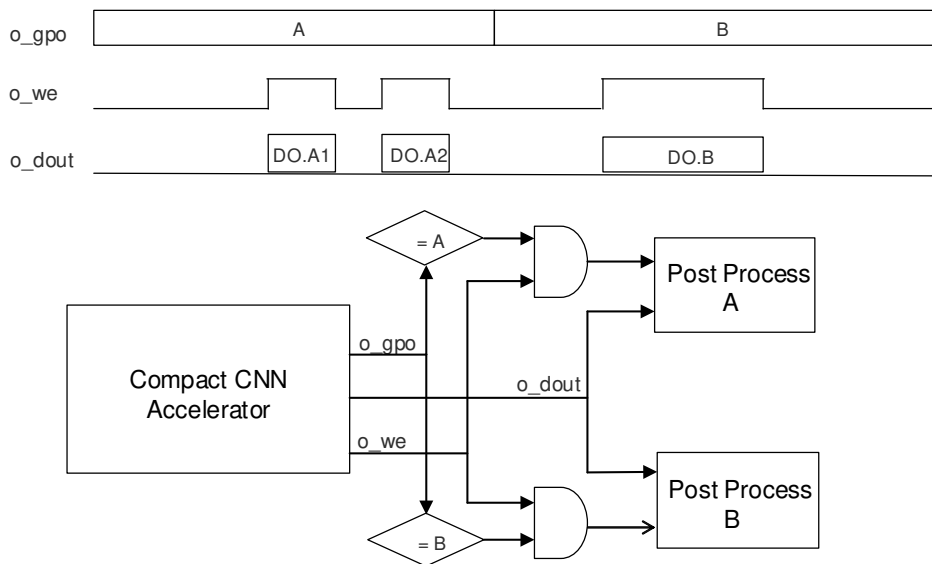 o_gpo
A
B
o_we
o_dout
DO.A1
DO.A2
DO.B
= A
Post Process
A
o_gpo
Compact CNN
Accelerator
o_dout
o_we
Post Process
B
= B